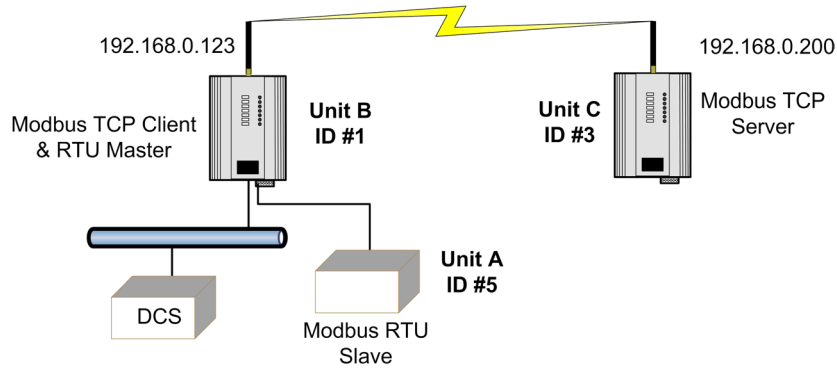 192.168.0.123
192.168.0.200
Modbus TCP Client
& RTU Master
Unit B
ID #1
Unit C
ID #3
Modbus TCP
Server
Unit A
ID #5
DCS
Modbus RTU
Slave